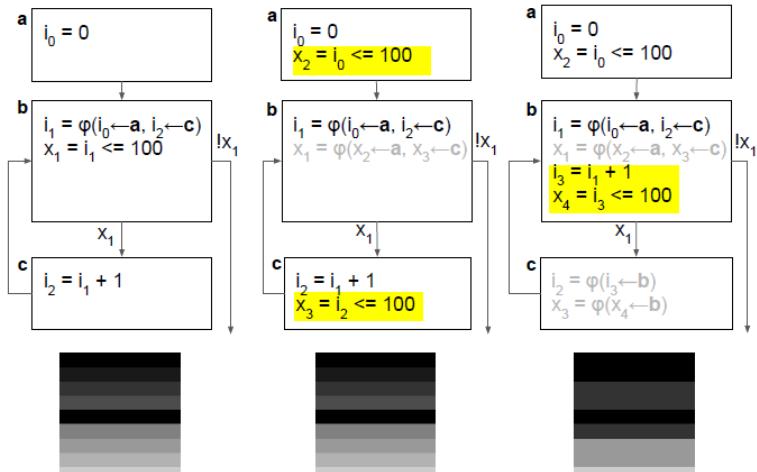 a
i₀ = 0
b
i₁ = φ(i₀←a, i₂←c)
x₁ = i₁ <= 100
!x₁
x₁
c
i₂ = i₁ + 1
a
i₀ = 0
x₂ = i₀ <= 100
b
i₁ = φ(i₀←a, i₂←c)
x₁ = φ(x₂←a, x₃←c)
!x₁
x₁
c
i₂ = i₁ + 1
x₃ = i₂ <= 100
a
i₀ = 0
x₂ = i₀ <= 100
b
i₁ = φ(i₀←a, i₂←c)
x₁ = φ(x₂←a, x₃←c)
i₃ = i₁ + 1
x₄ = i₃ <= 100
!x₁
x₁
c
i₂ = φ(i₃←b)
x₃ = φ(x₄←b)